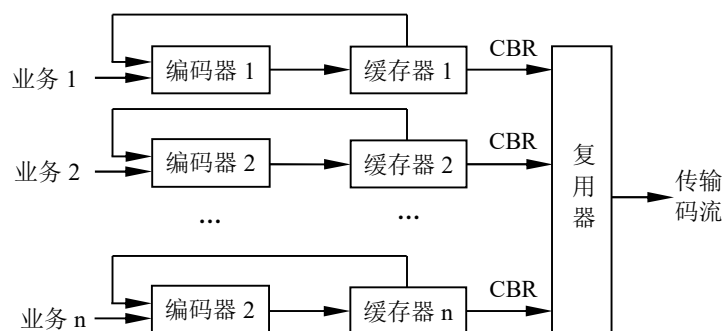 CBR
业务 1
编码器 1
缓存器 1
CBR
业务 2
编码器 2
缓存器 2
复
用
器
传输
码流
...
...
CBR
业务 n
编码器 2
缓存器 n